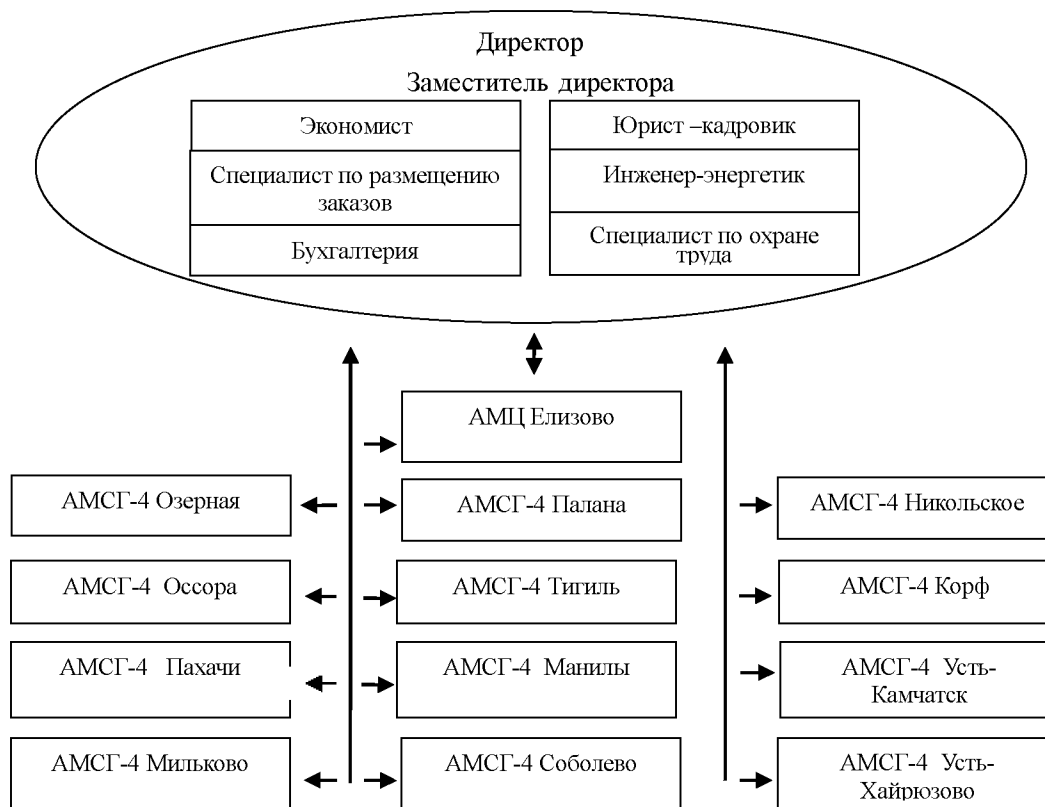 Директор
Заместитель директора
Экономист
Специалист по размещению
заказов
Бухгалтерия
Юрист –кадровик
Инженер-энергетик
Специалист по охране
труда
АМЦ Елизово
АМСГ-4 Озерная
АМСГ-4 Палана
АМСГ-4 Никольское
АМСГ-4 Оссора
АМСГ-4 Тигиль
АМСГ-4 Корф
АМСГ-4 Пахачи
АМСГ-4 Манилы
АМСГ-4 Усть-
Камчатск
АМСГ-4 Мильково
АМСГ-4 Соболево
АМСГ-4 Усть-
Хайрюзово